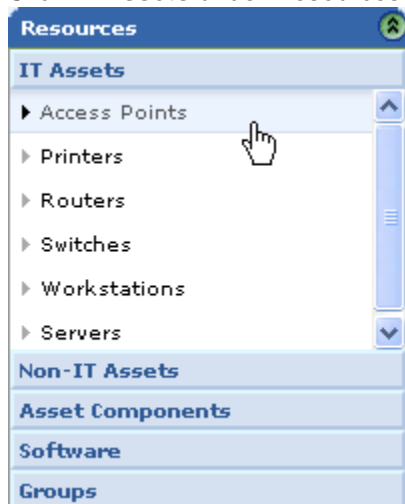 Resources
IT Assets
Access Points
Printers
Routers
Switches
Workstations
Servers
Non-IT Assets
Asset Components
Software
Groups